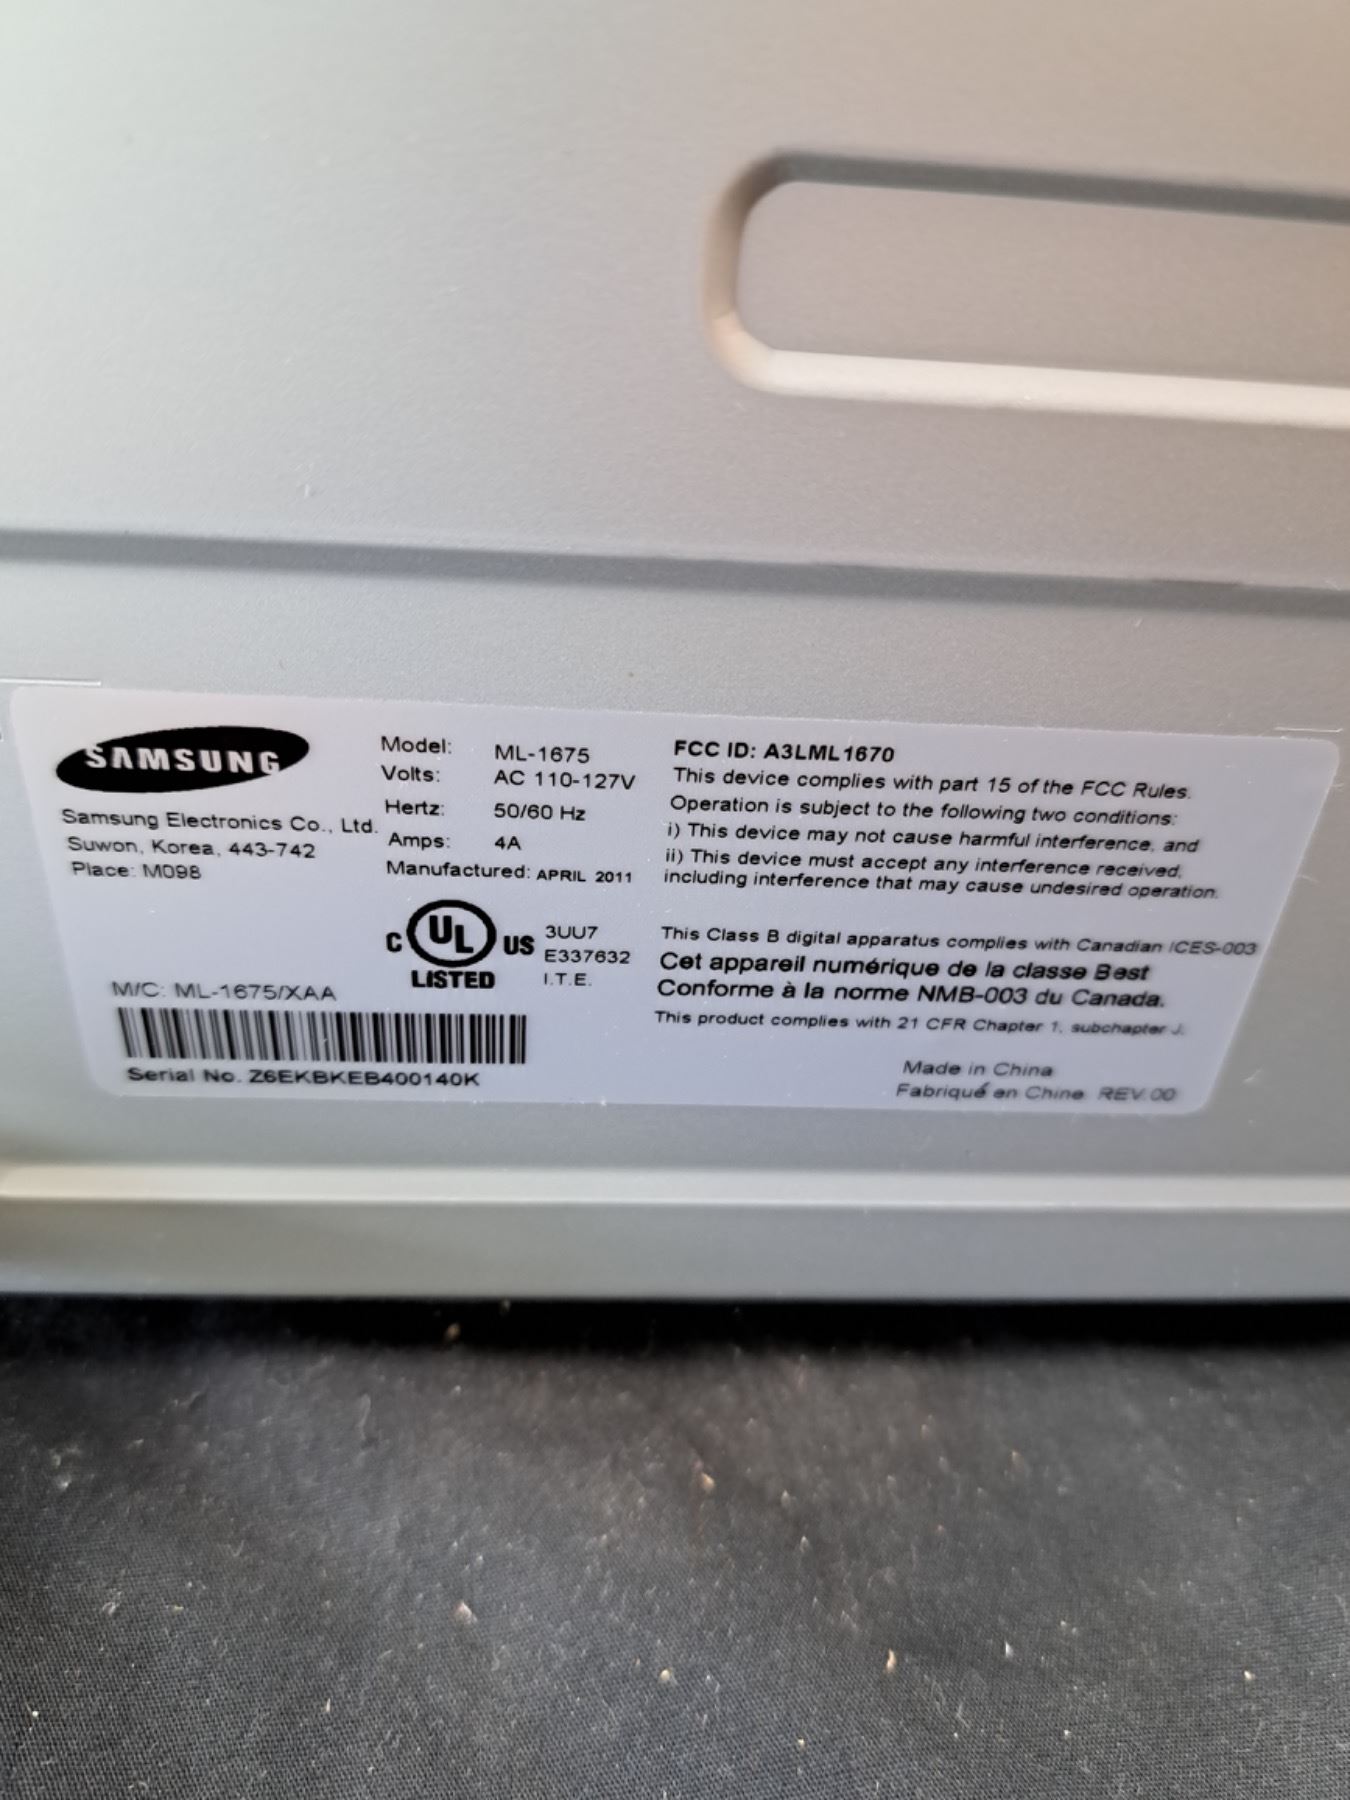 SAMSUNG
Samsung Electronics Co., Ltd.
Suwon, Korea, 443-742
Place: M098
Model: ML-1675
Volts: AC 110-127V
Hertz: 50/60 Hz
Amps: 4A
Manufactured: APRIL 2011
C UL US
LISTED
3UU7
E337632
I.T.E.
M/C: ML-1675/XAA
Serial No. Z6EKBKEB400140K
FCC ID: A3LML1670
This device complies with part 15 of the FCC Rules.
Operation is subject to the following two conditions:
i) This device may not cause harmful interference, and
ii) This device must accept any interference received,
including interference that may cause undesired operation.
This Class B digital apparatus complies with Canadian ICES-003
Cet appareil numérique de la classe B est
Conforme à la norme NMB-003 du Canada.
This product complies with 21 CFR Chapter 1, subchapter J.
Made in China
Fabriqué en Chine REV.00